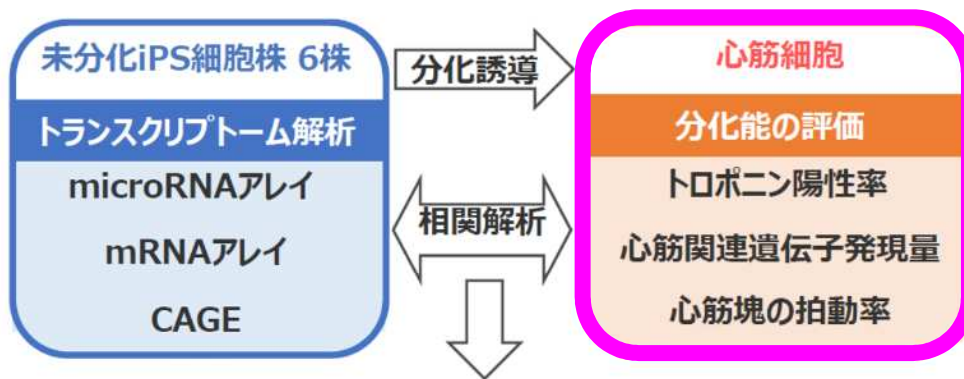 未分化iPS細胞株 6株
トランスクリプトーム解析
microRNAアレイ
mRNAアレイ
CAGE
分化誘導
相関解析
心筋細胞
分化能の評価
トロポニン陽性率
心筋関連遺伝子発現量
心筋塊の拍動率